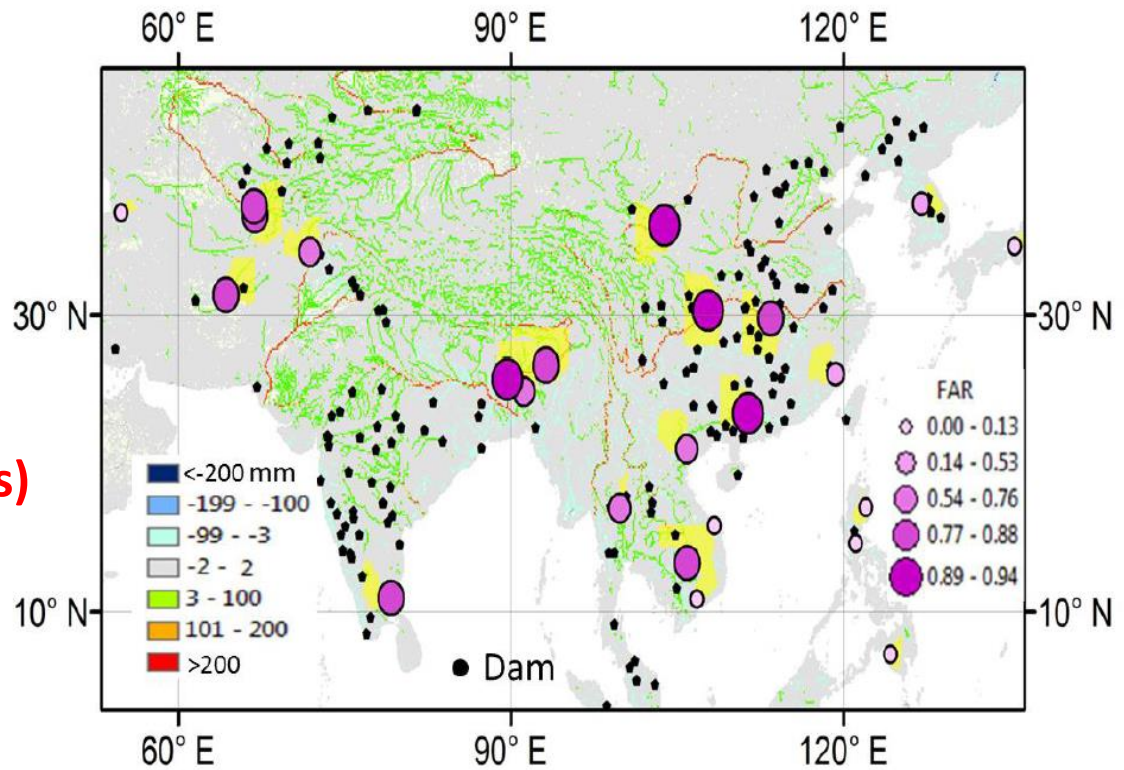 60° E 90° E 120° E
30° N 30° N
10° N 10° N
s)
<-200 mm
-199 - -100
-99 - -3
-2 - 2
3 - 100
101 - 200
>200
Dam
FAR
0.00 - 0.13
0.14 - 0.53
0.54 - 0.76
0.77 - 0.88
0.89 - 0.94
60° E 90° E 120° E